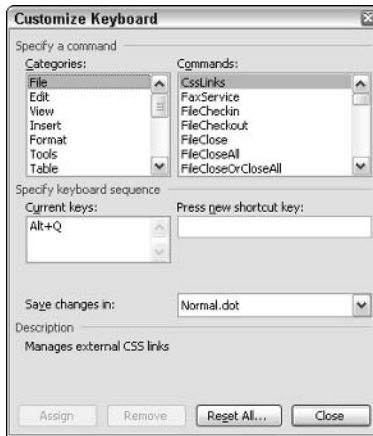 Customize Keyboard
Specify a command
Categories:
File
Edit
View
Insert
Format
Tools
Table
Commands:
CssLinks
FaxService
FileCheckin
FileCheckout
FileClose
FileCloseAll
FileCloseOrCloseAll
Specify keyboard sequence
Current keys:
Alt+Q
Press new shortcut key:
Save changes in:
Normal.dot
Description
Manages external CSS links
Assign Remove Reset All... Close